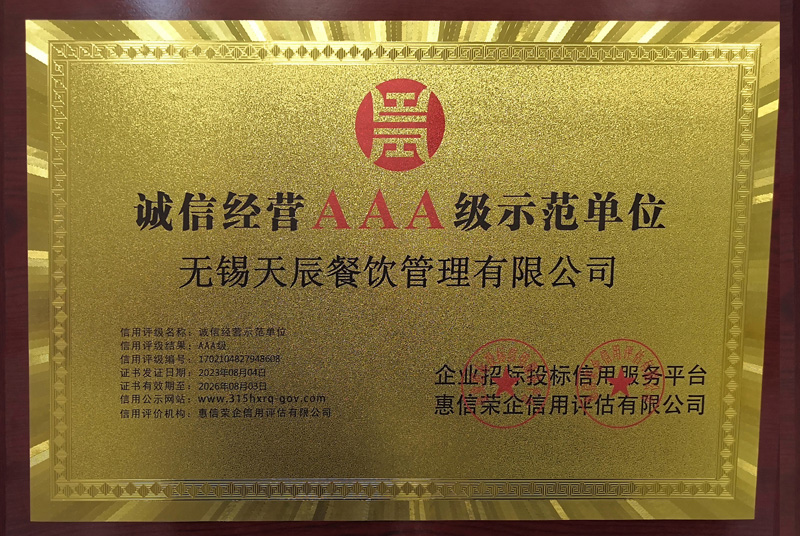 诚信经营AAA级示范单位
无锡天辰餐饮管理有限公司
信用评级名称：诚信经营示范单位
信用评级结果：AAA级
信用评级编号：1702104827948608
证书发证日期：2023年08月04日
证书有效期至：2026年08月03日
信用公示网站：www.315hxrq-gov.com
信用评价机构：惠信荣企信用评估有限公司
企业招标投标信用服务平台
惠信荣企信用评估有限公司